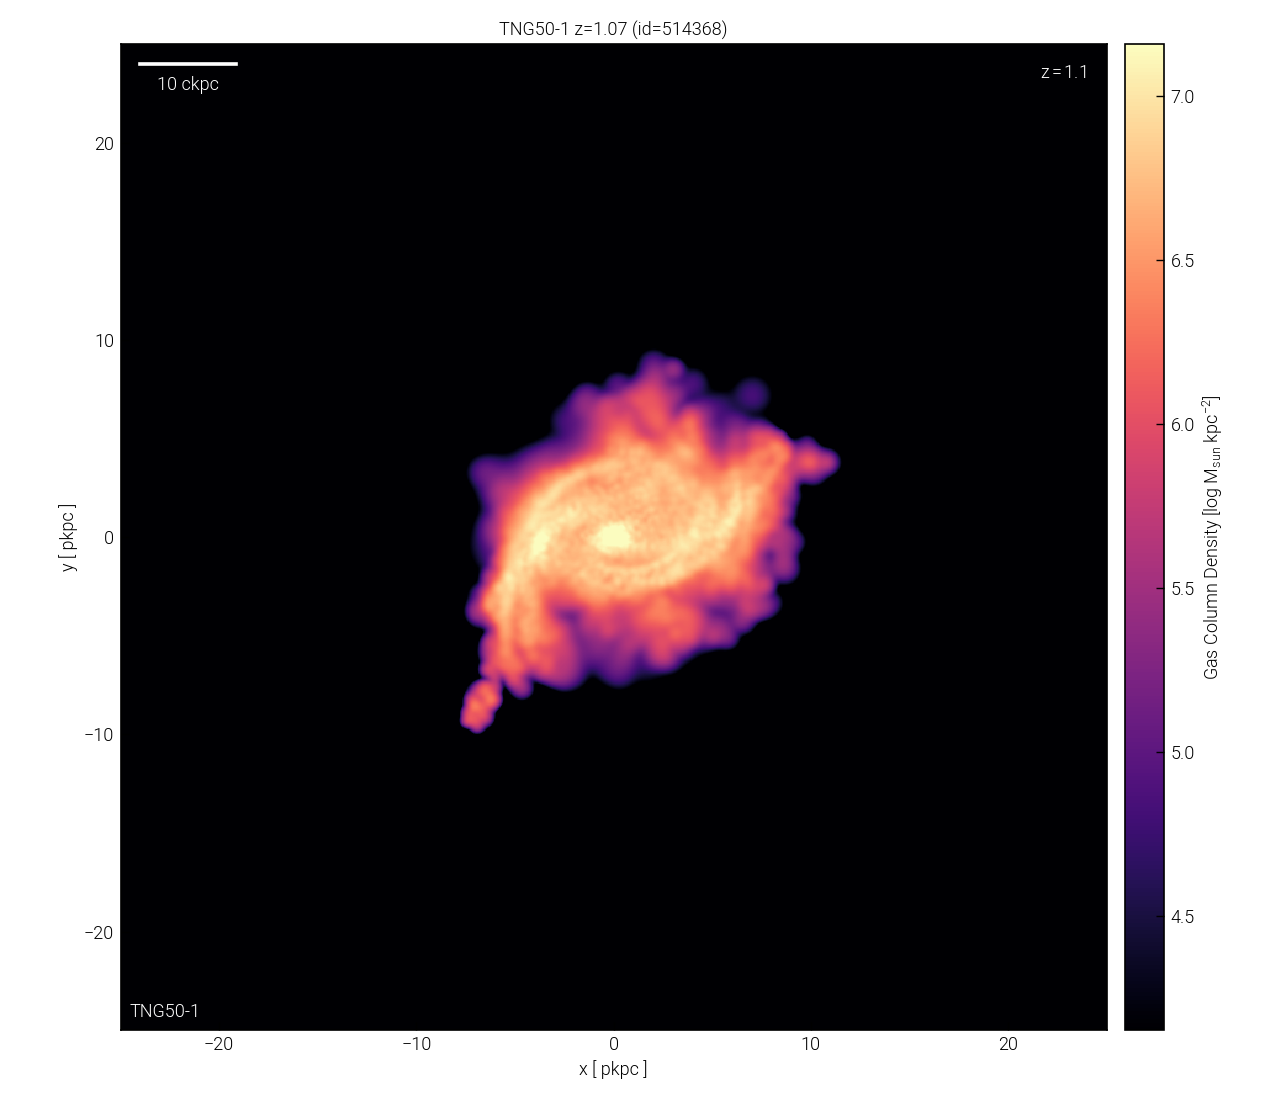 TNG50-1 z=1.07 (id=514368)
10 ckpc
z = 1.1
20
10
0
−10
−20
y [ pkpc ]
TNG50-1
−20
−10
0
10
20
x [ pkpc ]
7.0
6.5
6.0
5.5
5.0
4.5
Gas Column Density [log M_sun kpc⁻²]